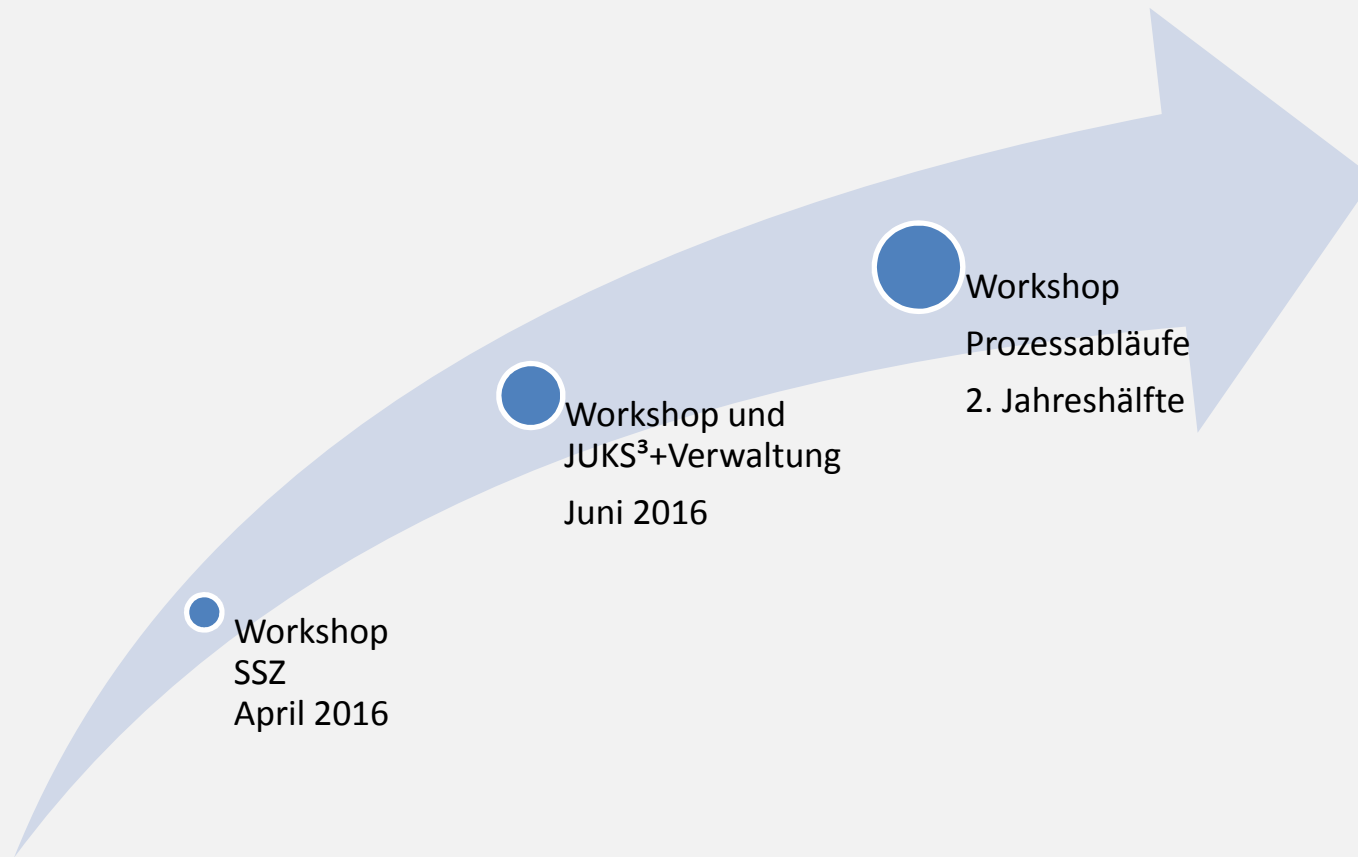 Workshop
SSZ
April 2016
Workshop und
JUKS³+Verwaltung
Juni 2016
Workshop
Prozessabläufe
2. Jahreshälfte